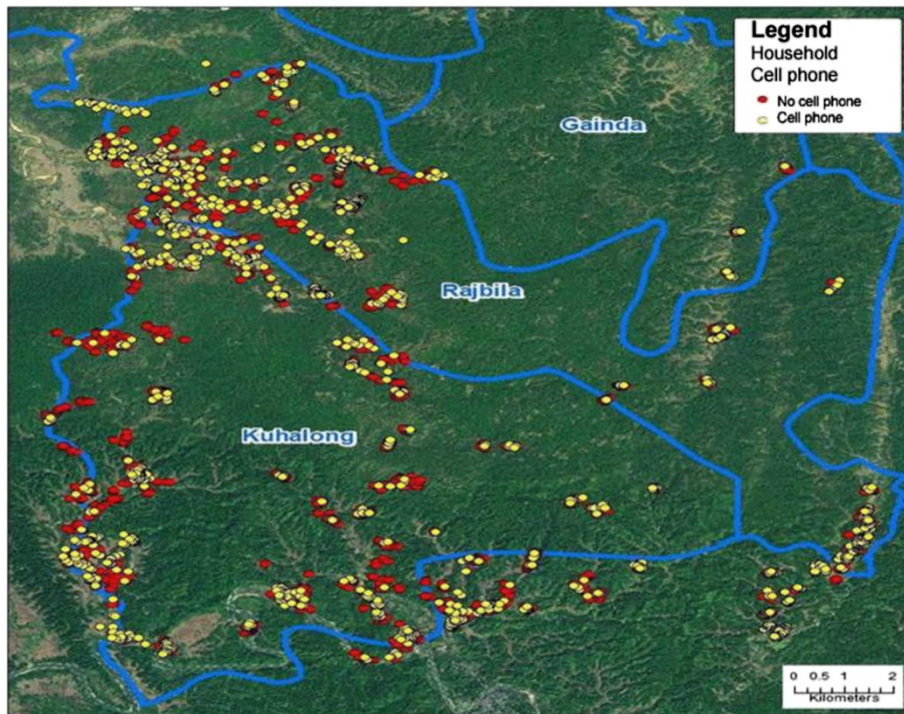 Legend
Household
Cell phone
No cell phone
Cell phone
Gainda
Rajbila
Kuhalong
0 0.5 1 2
Kilometers